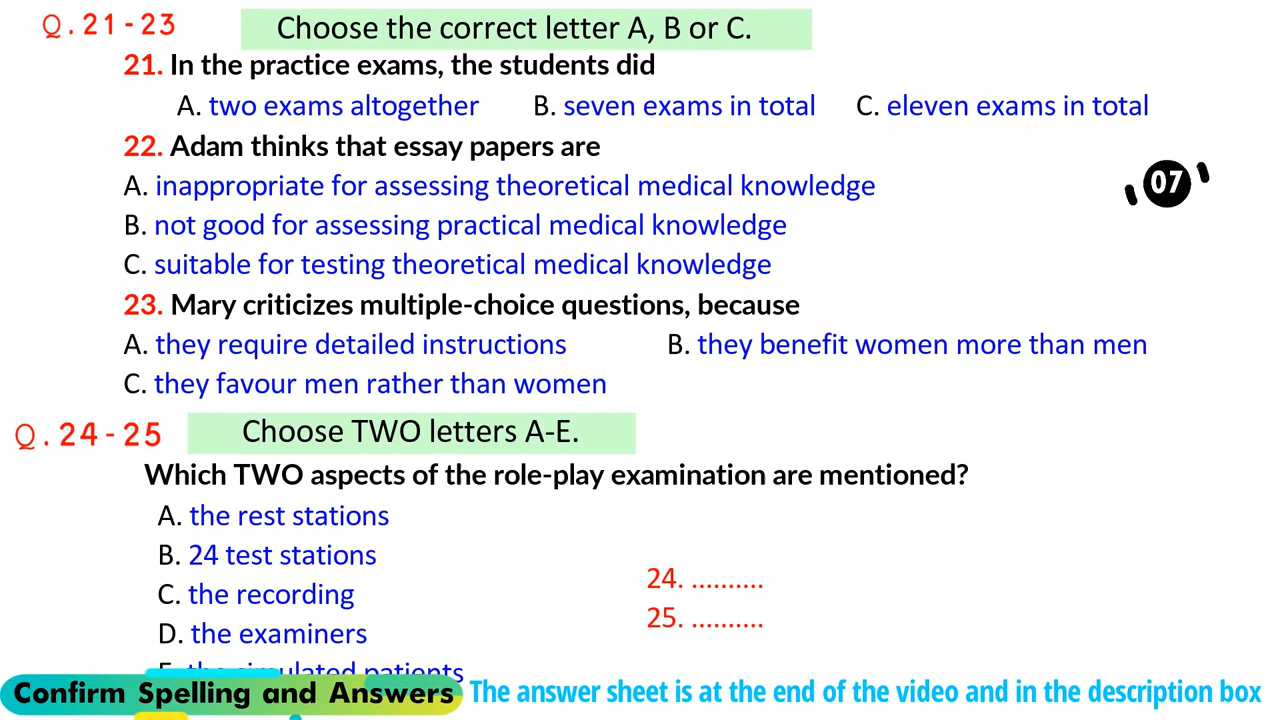 Q.21-23 Choose the correct letter A, B or C.
21. In the practice exams, the students did
A. two exams altogether B. seven exams in total C. eleven exams in total
22. Adam thinks that essay papers are
A. inappropriate for assessing theoretical medical knowledge
07
B. not good for assessing practical medical knowledge
C. suitable for testing theoretical medical knowledge
23. Mary criticizes multiple-choice questions, because
A. they require detailed instructions B. they benefit women more than men
C. they favour men rather than women
Q.24-25 Choose TWO letters A-E.
Which TWO aspects of the role-play examination are mentioned?
A. the rest stations
B. 24 test stations
24. ..........
C. the recording
25. ..........
D. the examiners
E. the simulated patients
Confirm Spelling and Answers The answer sheet is at the end of the video and in the description box